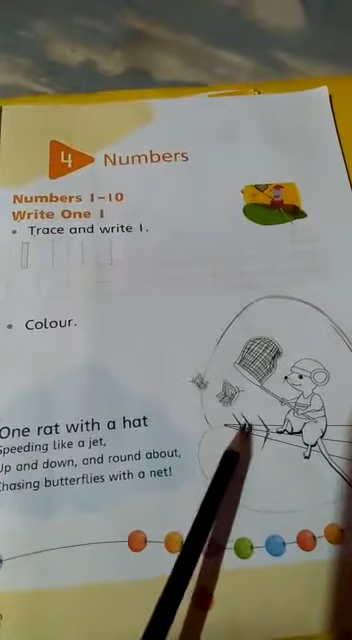 4 Numbers
Numbers 1-10
Write One 1
• Trace and write 1.
• Colour.
One rat with a hat
Speeding like a jet,
Up and down, and round about,
Chasing butterflies with a net!